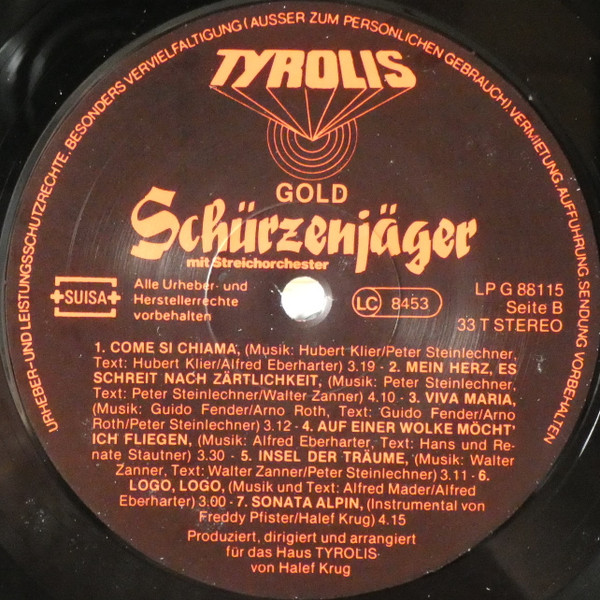 URHEBER- UND LEISTUNGSSCHUTZRECHTE, BESONDERS VERVIELFÄLTIGUNG (AUSSER ZUM PERSÖNLICHEN GEBRAUCH), VERMIETUNG, AUFFÜHRUNG, SENDUNG VORBEHALTEN
TYROLIS
GOLD
Schürzenjäger
mit Streichorchester
SUISA
Alle Urheber- und
Herstellerrechte
vorbehalten
LC 8453
LP G 88115
Seite B
33 T STEREO
1. COME SI CHIAMA, (Musik: Hubert Klier/Peter Steinlechner,
Text: Hubert Klier/Alfred Eberharter) 3.19 - 2. MEIN HERZ, ES
SCHREIT NACH ZÄRTLICHKEIT, (Musik: Peter Steinlechner,
Text: Peter Steinlechner/Walter Zanner) 4.10 - 3. VIVA MARIA,
(Musik: Guido Fender/Arno Roth, Text: Guido Fender/Arno
Roth/Peter Steinlechner) 3.12 - 4. AUF EINER WOLKE MÖCHT'
ICH FLIEGEN, (Musik: Alfred Eberharter, Text: Hans und Re-
nate Stautner) 3.30 - 5. INSEL DER TRÄUME, (Musik: Walter
Zanner, Text: Walter Zanner/Peter Steinlechner) 3.11 - 6.
LOGO, LOGO, (Musik und Text: Alfred Mader/Alfred
Eberharter) 3.00 - 7. SONATA ALPIN, (Instrumental von
Freddy Pfister/Halef Krug) 4.15
Produziert, dirigiert und arrangiert
für das Haus TYROLIS
von Halef Krug